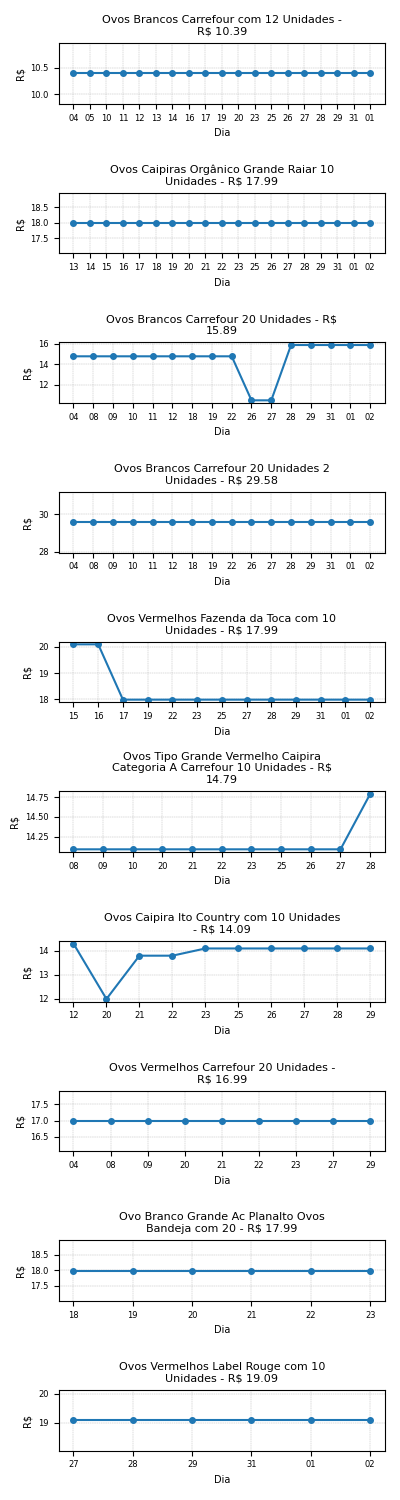 Ovos Brancos Carrefour com 12 Unidades -
R$ 10.39
R$
10.5
10.0
04 05 10 11 12 13 14 16 17 19 20 23 26 28 29 31 01
Dia
Ovos Caipiras Orgânico Grande Raiar 10
Unidades - R$ 17.99
R$
18.5
18.0
17.5
13 14 15 16 17 18 19 20 21 22 23 25 26 27 28 29 31 01 02
Dia
Ovos Brancos Carrefour 20 Unidades - R$
15.89
R$
16
14
12
04 08 09 10 11 12 18 19 22 26 27 28 29 31 01 02
Dia
Ovos Brancos Carrefour 20 Unidades 2
Unidades - R$ 29.58
R$
30
28
04 08 09 10 11 12 18 19 22 26 27 28 29 31 01 02
Dia
Ovos Vermelhos Fazenda da Toca com 10
Unidades - R$ 17.99
R$
20
19
18
15 16 17 19 22 23 25 27 28 29 31 01 02
Dia
Ovos Tipo Grande Vermelho Caipira
Categoria A Carrefour 10 Unidades - R$
14.79
R$
14.75
14.50
14.25
08 09 10 20 21 22 23 25 26 27 28
Dia
Ovos Caipira Ito Country com 10 Unidades
- R$ 14.09
R$
14
13
12
12 20 21 22 23 25 26 27 28 29
Dia
Ovos Vermelhos Carrefour 20 Unidades -
R$ 16.99
R$
17.5
17.0
16.5
04 08 09 20 21 22 23 27 29
Dia
Ovo Branco Grande Ac Planalto Ovos
Bandeja com 20 - R$ 17.99
R$
18.5
18.0
17.5
18 19 20 21 22 23
Dia
Ovos Vermelhos Label Rouge com 10
Unidades - R$ 19.09
R$
20
19
27 28 29 31 01 02
Dia